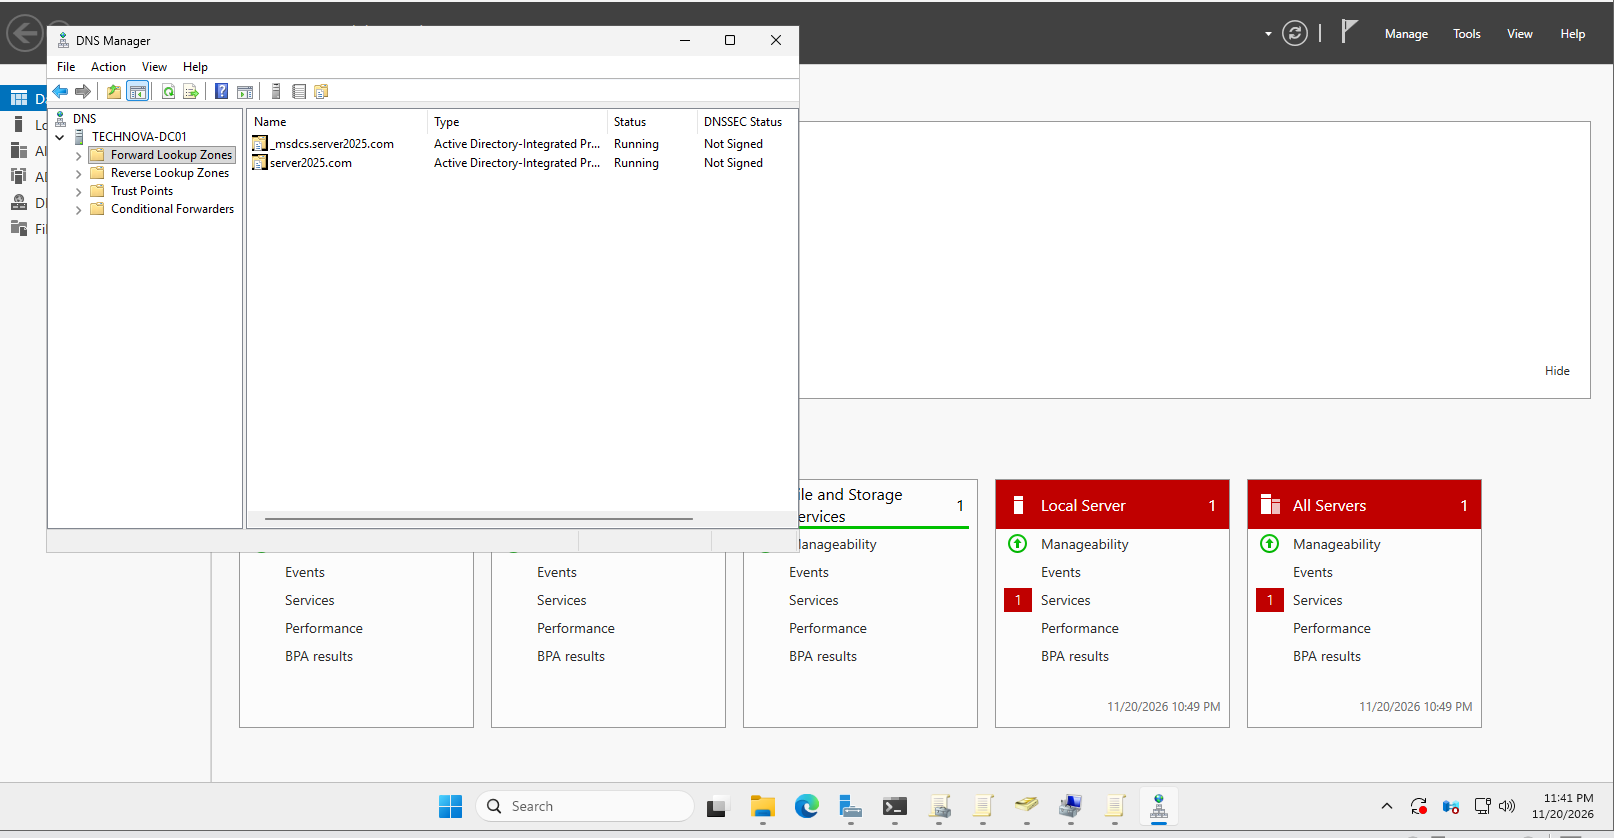 DNS Manager
File Action View Help
Manage Tools View Help
DNS
TECHNOVA-DC01
Forward Lookup Zones
Reverse Lookup Zones
Trust Points
Conditional Forwarders
Name Type Status DNSSEC Status
_msdcs.server2025.com Active Directory-Integrated Pr... Running Not Signed
server2025.com Active Directory-Integrated Pr... Running Not Signed
Hide
ile and Storage
ervices 1
Local Server 1
All Servers 1
anageability
Manageability
Manageability
Events
Events
Events
Events
Events
Services
Services
Services
1 Services
1 Services
Performance
Performance
Performance
Performance
Performance
BPA results
BPA results
BPA results
BPA results
BPA results
11/20/2026 10:49 PM
11/20/2026 10:49 PM
Search
11:41 PM
11/20/2026